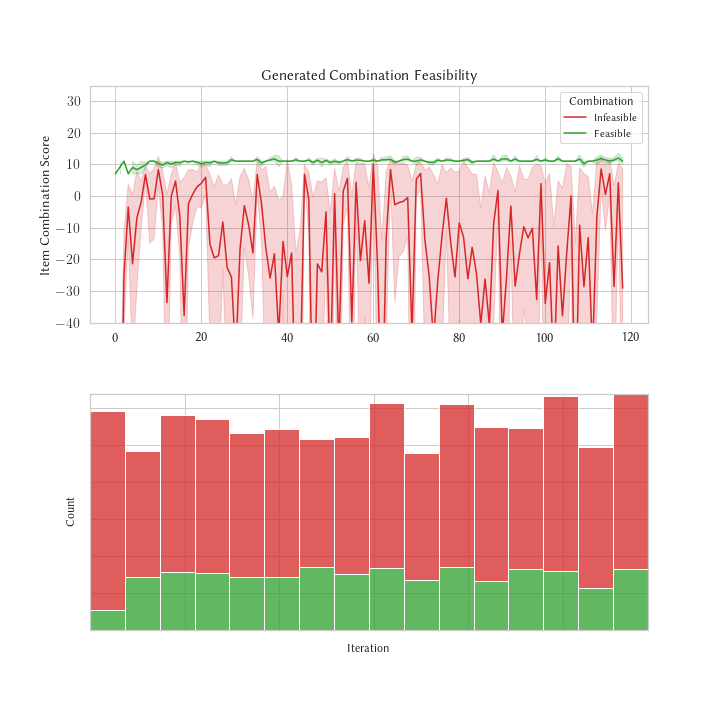 Generated Combination Feasibility
Item Combination Score
30
20
10
0
−10
−20
−30
−40
Combination
Infeasible
Feasible
0
20
40
60
80
100
120
Count
Iteration